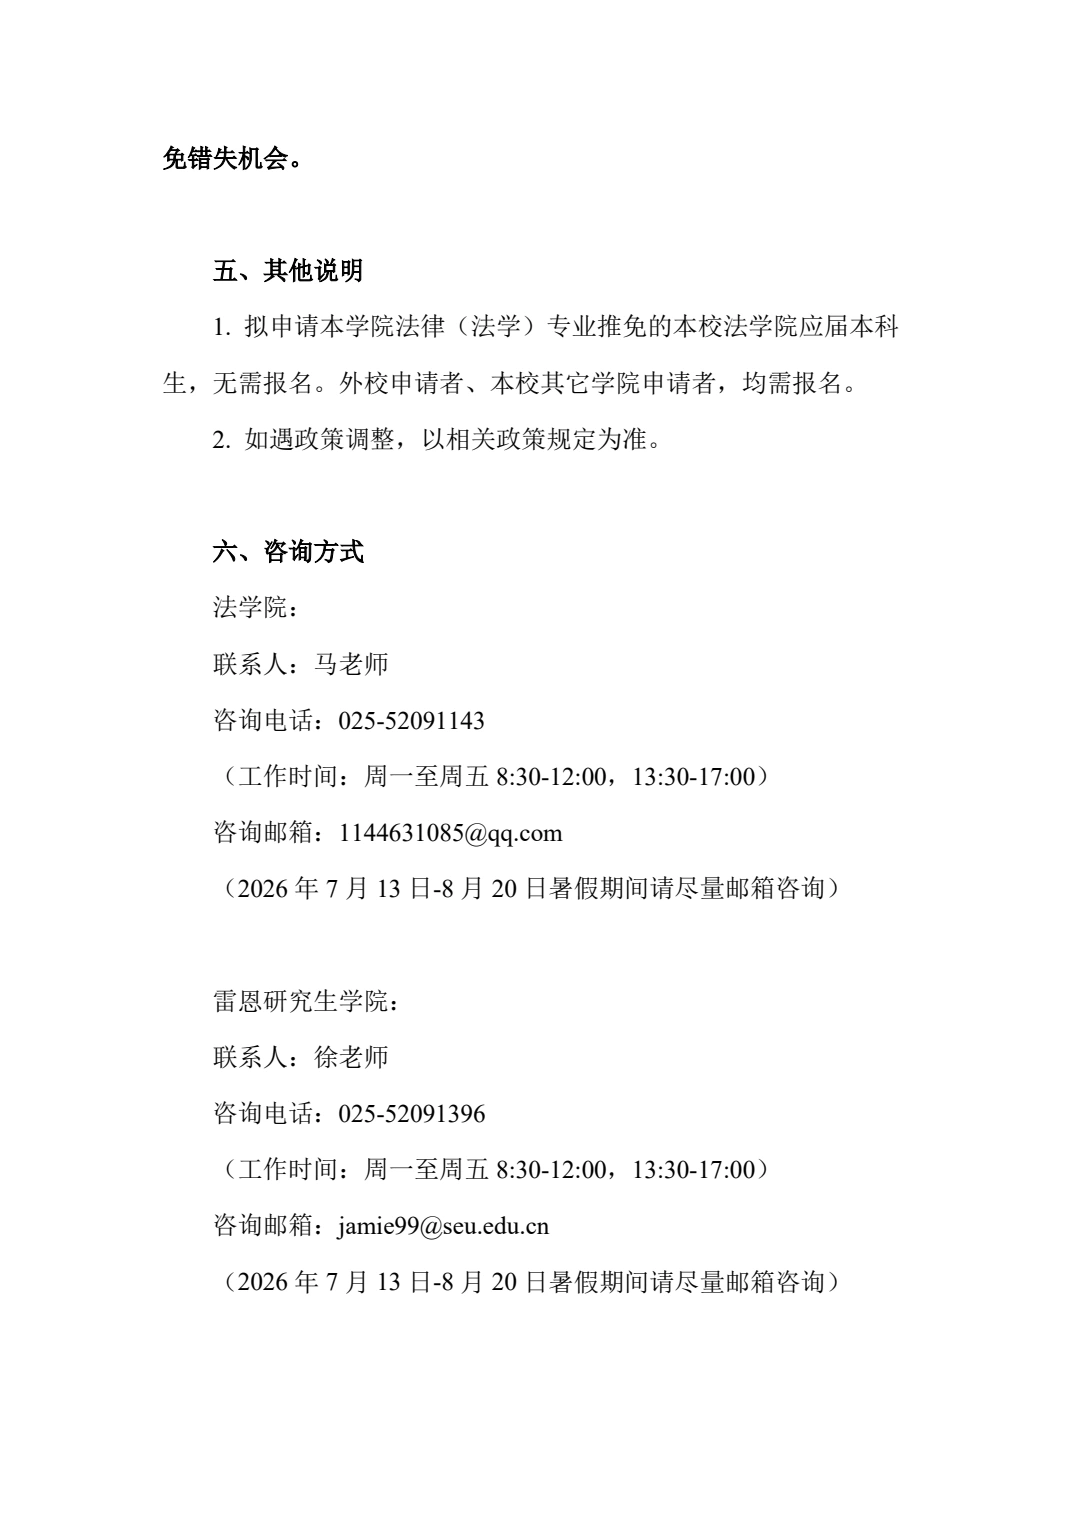 免错失机会。
五、其他说明
1. 拟申请本学院法律（法学）专业推免的本校法学院应届本科
生，无需报名。外校申请者、本校其它学院申请者，均需报名。
2. 如遇政策调整，以相关政策规定为准。
六、咨询方式
法学院：
联系人：马老师
咨询电话：025-52091143
（工作时间：周一至周五 8:30-12:00，13:30-17:00）
咨询邮箱：1144631085@qq.com
（2026 年 7 月 13 日-8 月 20 日暑假期间请尽量邮箱咨询）
雷恩研究生学院：
联系人：徐老师
咨询电话：025-52091396
（工作时间：周一至周五 8:30-12:00，13:30-17:00）
咨询邮箱：jamie99@seu.edu.cn
（2026 年 7 月 13 日-8 月 20 日暑假期间请尽量邮箱咨询）